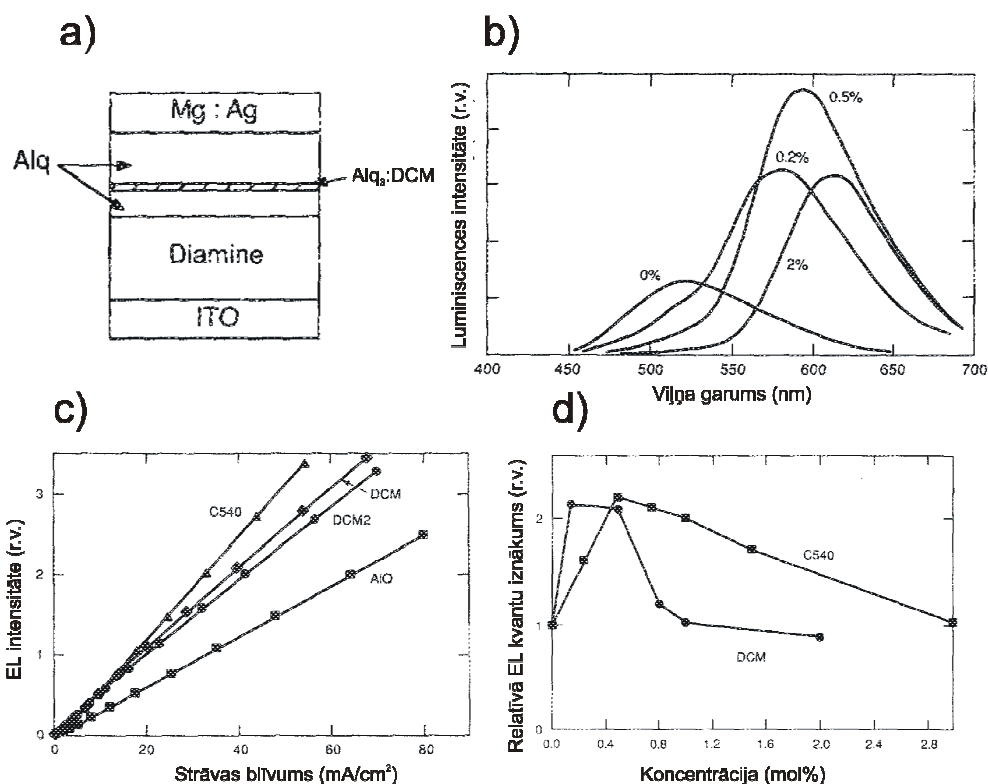 a)
Mg : Ag
Alq
Alq₃:DCM
Diamine
ITO
b)
Luminiscences intensitāte (r.v.)
0.5%
0.2%
2%
0%
400 450 500 550 600 650 700
Viļņa garums (nm)
c)
EL intensitāte (r.v.)
3
2
1
0
C540
DCM
DCM2
AlQ
0 20 40 60 80
Strāvas blīvums (mA/cm²)
d)
Relatīvā EL kvantu iznākums (r.v.)
2
1
0
C540
DCM
0.0 0.4 0.8 1.2 1.6 2.0 2.4 2.8
Koncentrācija (mol%)